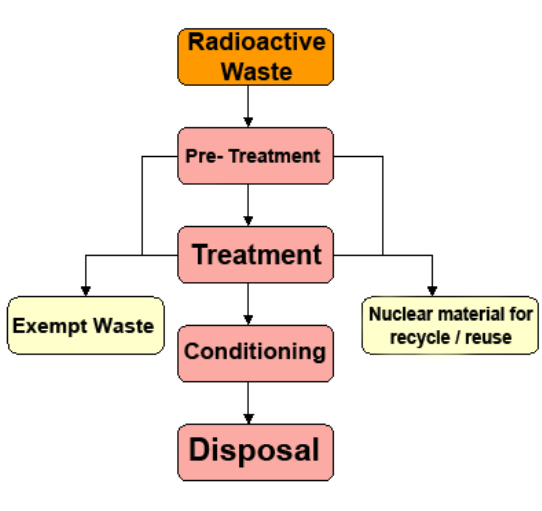 Radioactive
Waste
Pre- Treatment
Treatment
Exempt Waste
Nuclear material for
recycle / reuse
Conditioning
Disposal